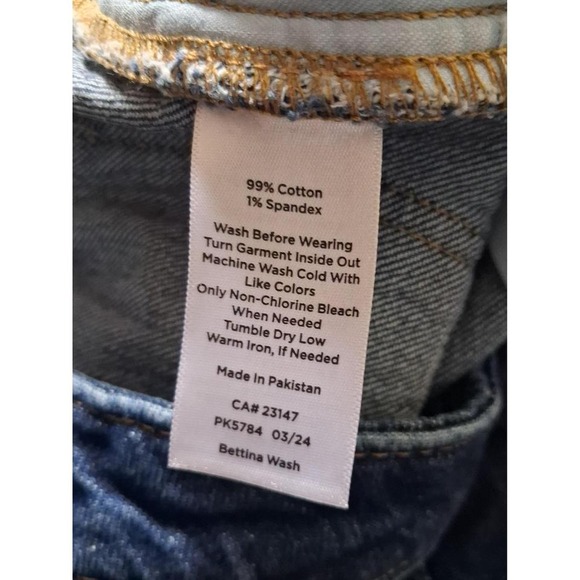 99% Cotton
1% Spandex
Wash Before Wearing
Turn Garment Inside Out
Machine Wash Cold With
Like Colors
Only Non-Chlorine Bleach
When Needed
Tumble Dry Low
Warm Iron, If Needed
Made In Pakistan
CA# 23147
PK5784 03/24
Bettina Wash